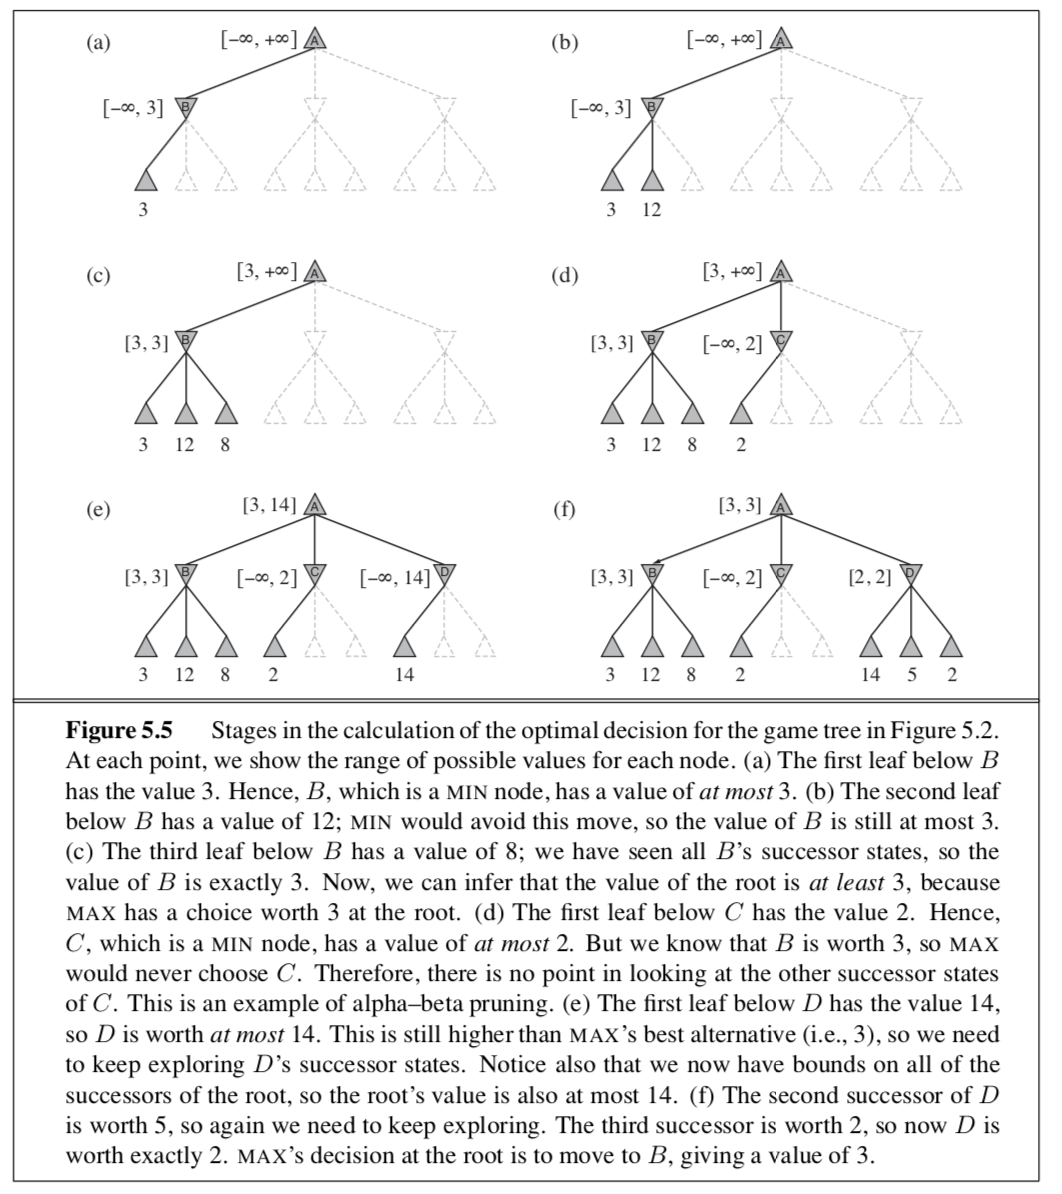 (a) [−∞, +∞] A
[−∞, 3] B
3
(b) [−∞, +∞] A
[−∞, 3] B
3 12
(c) [3, +∞] A
[3, 3] B
3 12 8
(d) [3, +∞] A
[3, 3] B [−∞, 2] C
3 12 8 2
(e) [3, 14] A
[3, 3] B [−∞, 2] C [−∞, 14] D
3 12 8 2 14
(f) [3, 3] A
[3, 3] B [−∞, 2] C [2, 2] D
3 12 8 2 14 5 2
Figure 5.5 Stages in the calculation of the optimal decision for the game tree in Figure 5.2.
At each point, we show the range of possible values for each node. (a) The first leaf below B
has the value 3. Hence, B, which is a MIN node, has a value of at most 3. (b) The second leaf
below B has a value of 12; MIN would avoid this move, so the value of B is still at most 3.
(c) The third leaf below B has a value of 8; we have seen all B’s successor states, so the
value of B is exactly 3. Now, we can infer that the value of the root is at least 3, because
MAX has a choice worth 3 at the root. (d) The first leaf below C has the value 2. Hence,
C, which is a MIN node, has a value of at most 2. But we know that B is worth 3, so MAX
would never choose C. Therefore, there is no point in looking at the other successor states
of C. This is an example of alpha–beta pruning. (e) The first leaf below D has the value 14,
so D is worth at most 14. This is still higher than MAX’s best alternative (i.e., 3), so we need
to keep exploring D’s successor states. Notice also that we now have bounds on all of the
successors of the root, so the root’s value is also at most 14. (f) The second successor of D
is worth 5, so again we need to keep exploring. The third successor is worth 2, so now D is
worth exactly 2. MAX’s decision at the root is to move to B, giving a value of 3.